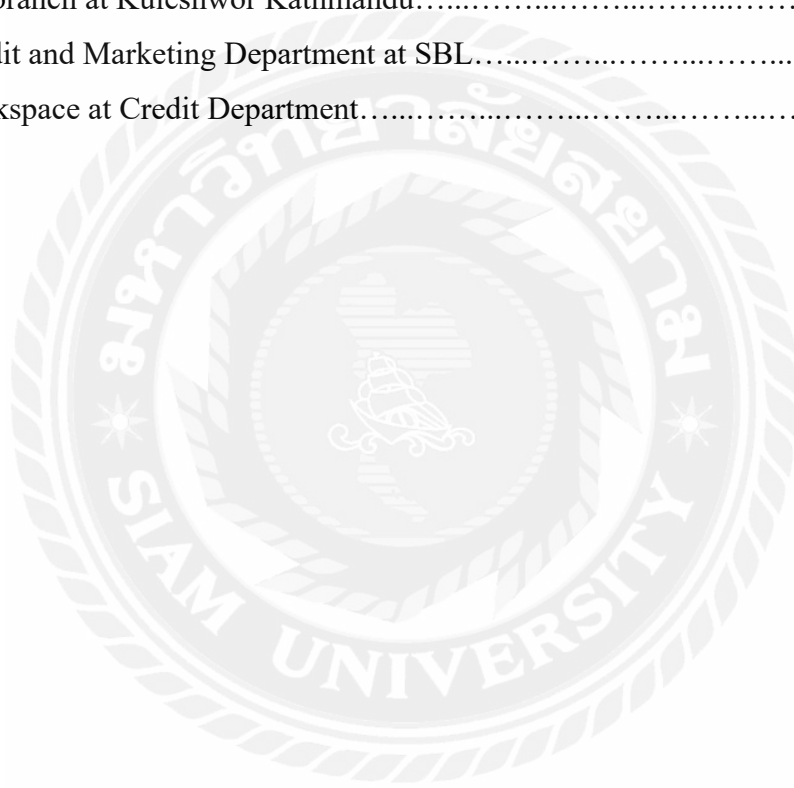 branch at Kuleshwor Kathmandu…...……...……...……...……
dit and Marketing Department at SBL…...……...……...……...
kspace at Credit Department…...……...……...……...……...…
มหาวิทยาลัยสยาม
SIAM UNIVERSITY